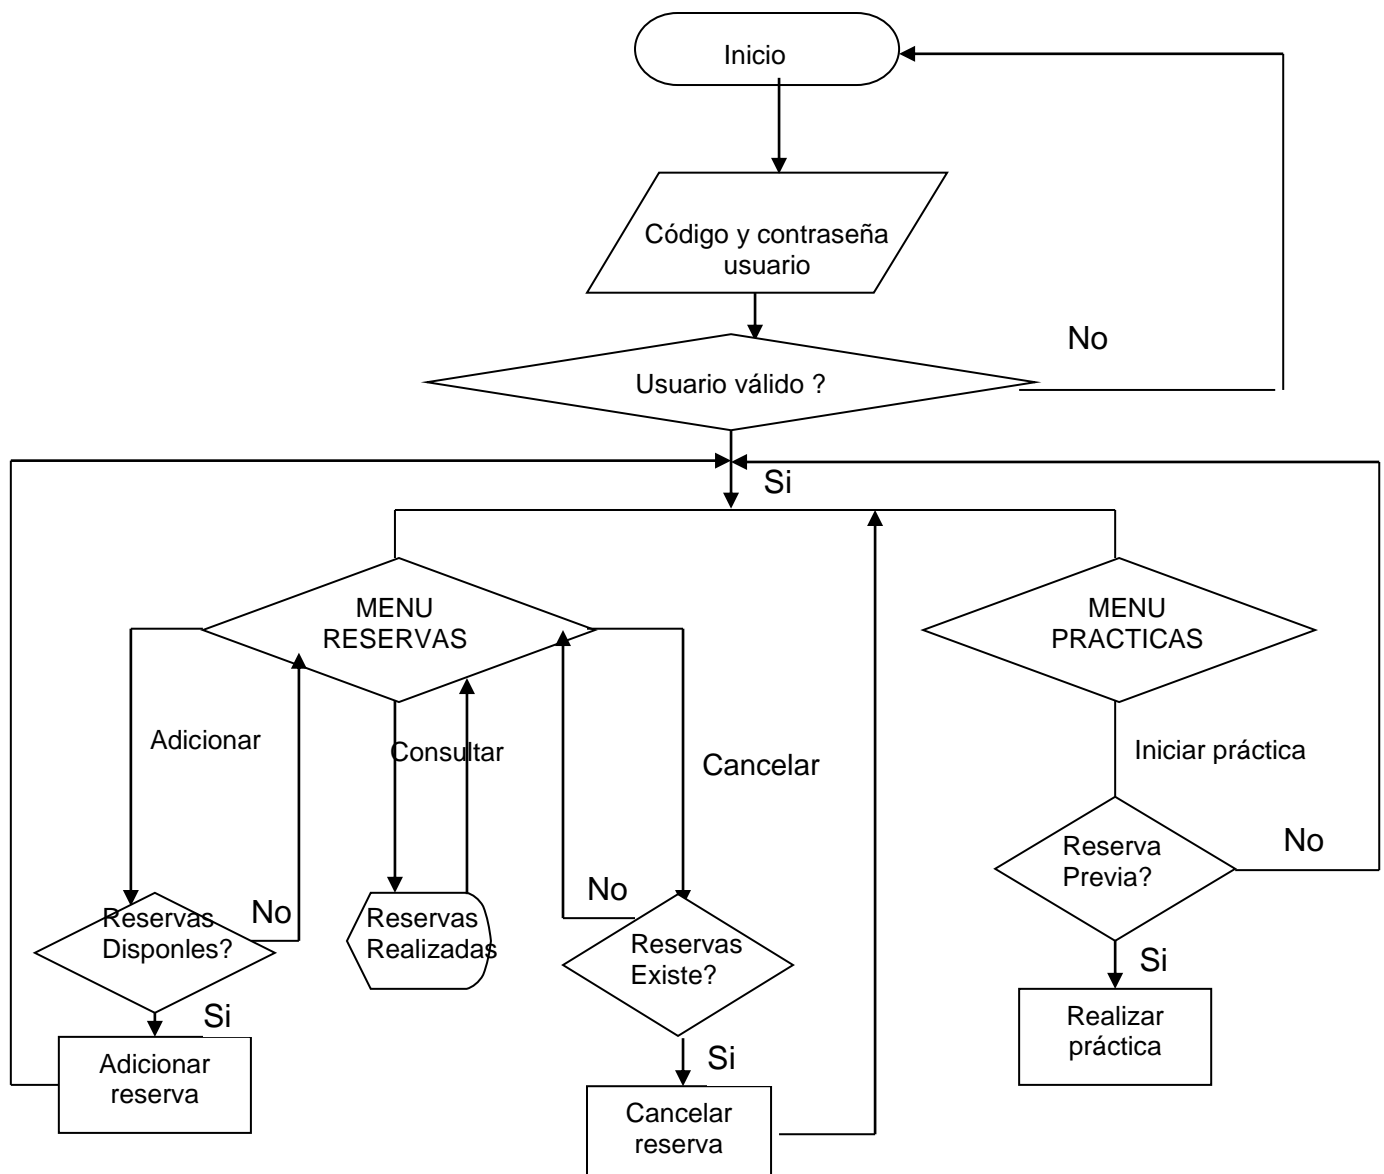 Inicio
Código y contraseña
usuario
No
Usuario válido ?
Si
MENU
RESERVAS
MENU
PRACTICAS
Adicionar
Consultar
Cancelar
Iniciar práctica
Reservas
Disponles?
No
Reservas
Realizadas
No
Reservas
Existe?
Reserva
Previa?
No
Si
Adicionar
reserva
Si
Cancelar
reserva
Si
Realizar
práctica